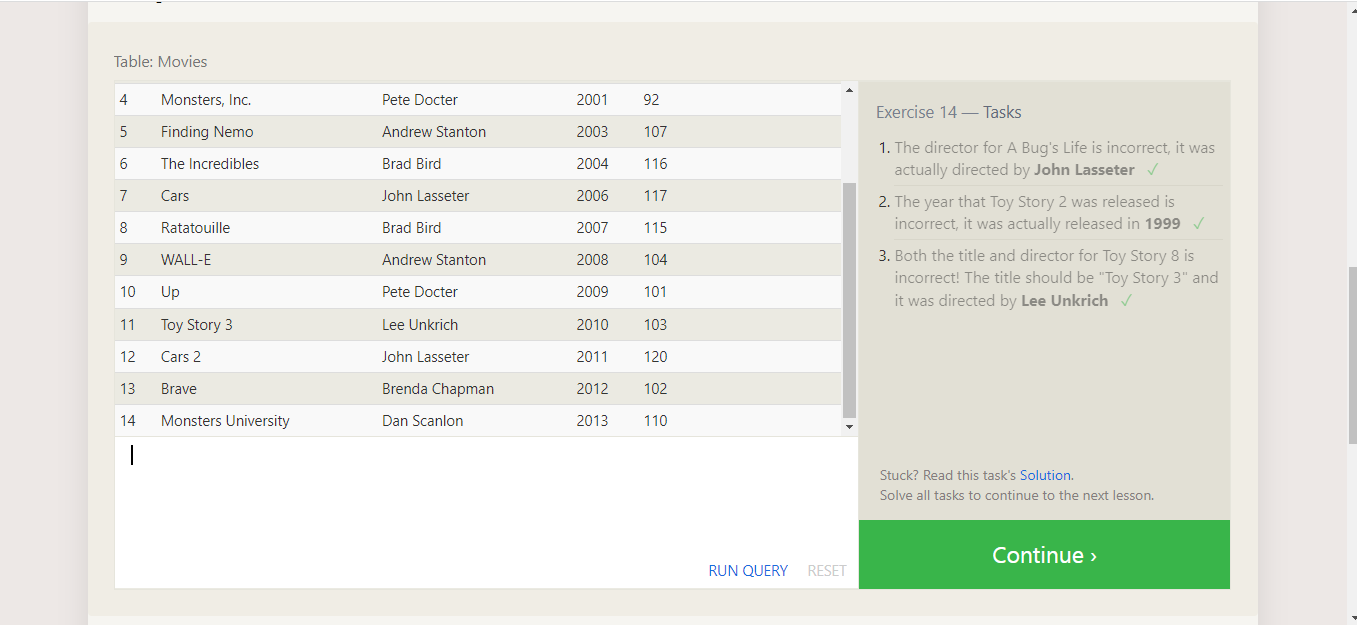 Table: Movies
4 Monsters, Inc. Pete Docter 2001 92
5 Finding Nemo Andrew Stanton 2003 107
6 The Incredibles Brad Bird 2004 116
7 Cars John Lasseter 2006 117
8 Ratatouille Brad Bird 2007 115
9 WALL-E Andrew Stanton 2008 104
10 Up Pete Docter 2009 101
11 Toy Story 3 Lee Unkrich 2010 103
12 Cars 2 John Lasseter 2011 120
13 Brave Brenda Chapman 2012 102
14 Monsters University Dan Scanlon 2013 110
RUN QUERY RESET
Exercise 14 — Tasks
1. The director for A Bug's Life is incorrect, it was
actually directed by John Lasseter ✓
2. The year that Toy Story 2 was released is
incorrect, it was actually released in 1999 ✓
3. Both the title and director for Toy Story 8 is
incorrect! The title should be "Toy Story 3" and
it was directed by Lee Unkrich ✓
Stuck? Read this task's Solution.
Solve all tasks to continue to the next lesson.
Continue ›